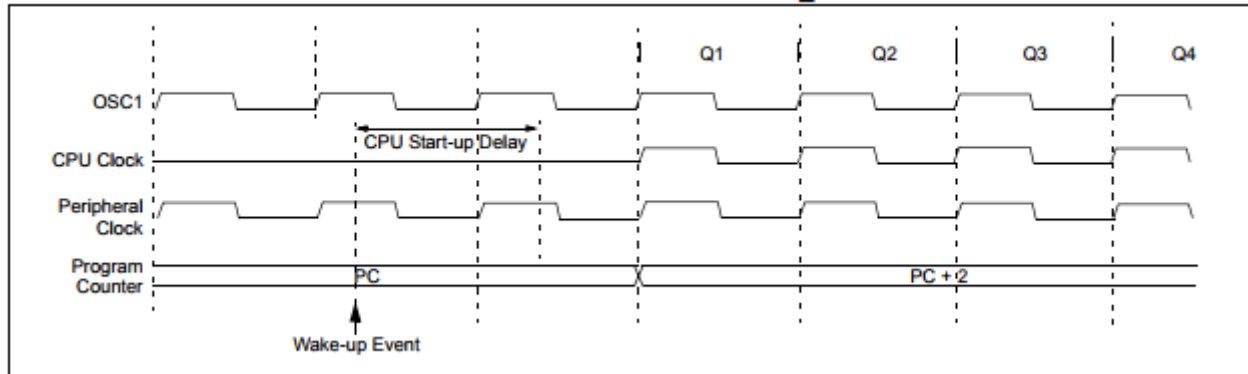 Q1 Q2 Q3 Q4
OSC1
CPU Start-up Delay
CPU Clock
Peripheral
Clock
Program
Counter
PC PC + 2
Wake-up Event